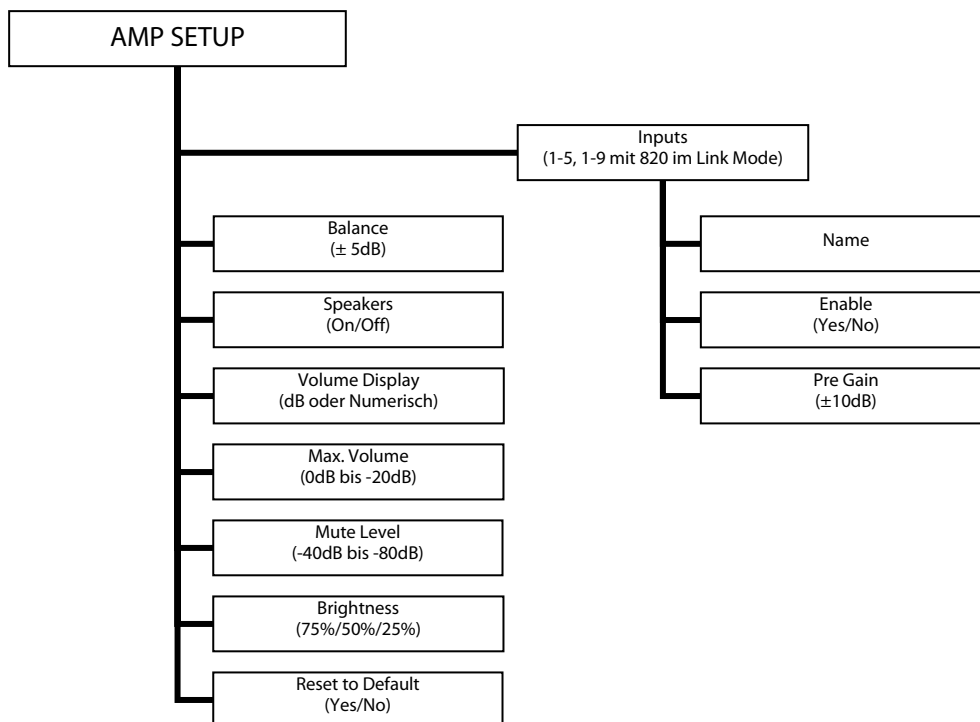 AMP SETUP
Inputs
(1-5, 1-9 mit 820 im Link Mode)
Balance
(± 5dB)
Name
Speakers
(On/Off)
Enable
(Yes/No)
Volume Display
(dB oder Numerisch)
Pre Gain
(±10dB)
Max. Volume
(0dB bis -20dB)
Mute Level
(-40dB bis -80dB)
Brightness
(75%/50%/25%)
Reset to Default
(Yes/No)